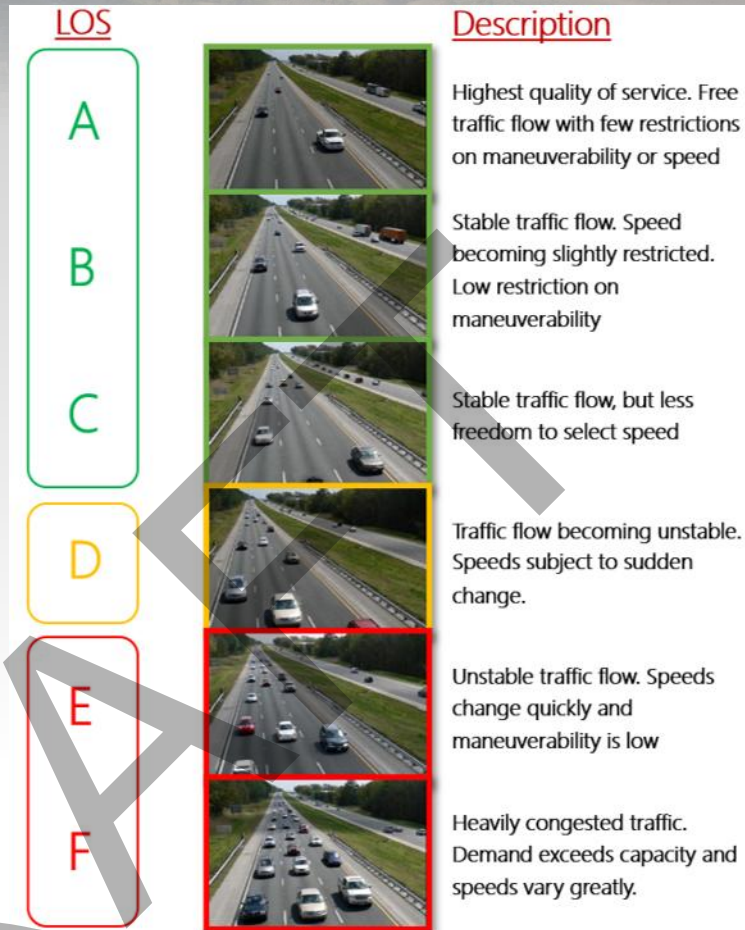 LOS
Description
A
Highest quality of service. Free
traffic flow with few restrictions
on maneuverability or speed
B
Stable traffic flow. Speed
becoming slightly restricted.
Low restriction on
maneuverability
C
Stable traffic flow, but less
freedom to select speed
D
Traffic flow becoming unstable.
Speeds subject to sudden
change.
E
Unstable traffic flow. Speeds
change quickly and
maneuverability is low
F
Heavily congested traffic.
Demand exceeds capacity and
speeds vary greatly.